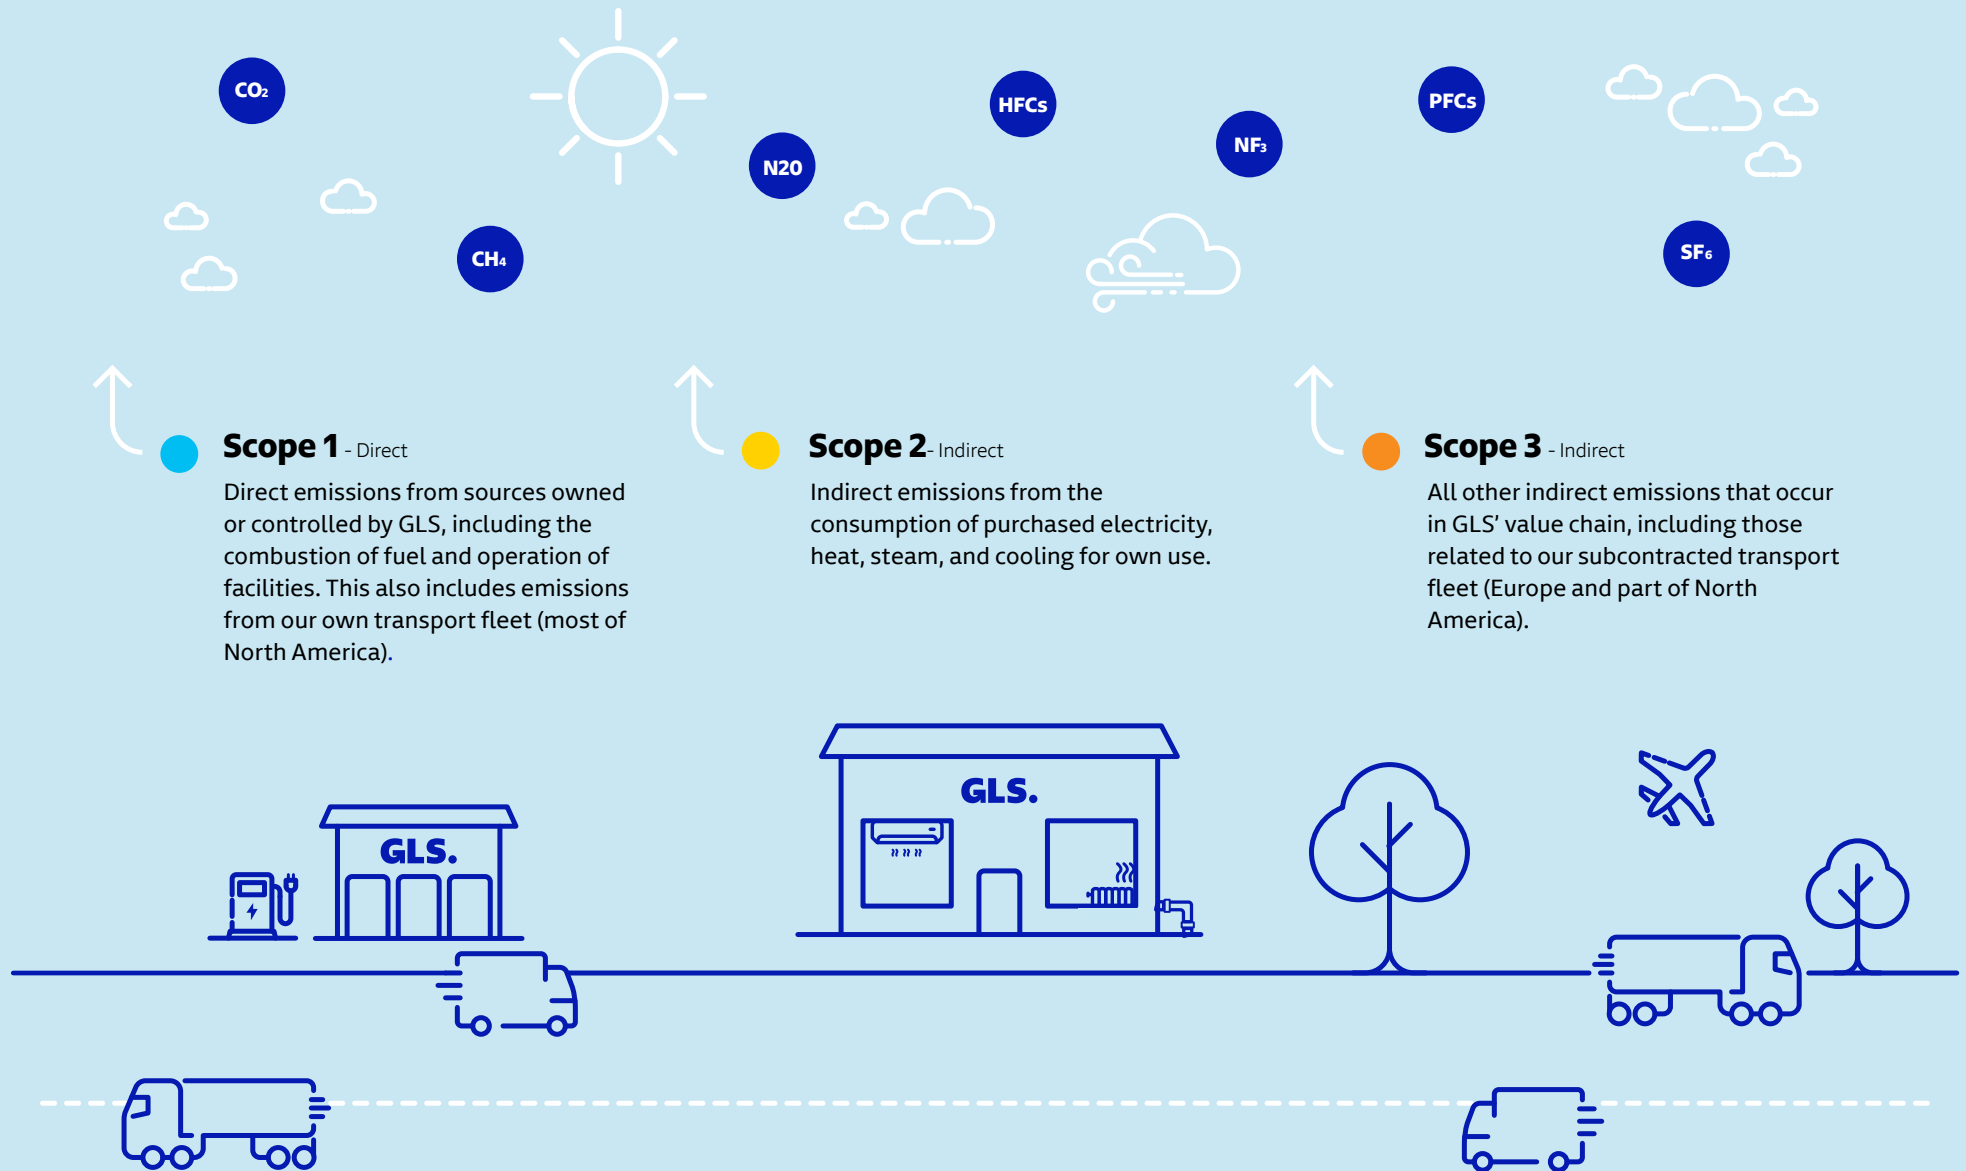 CO₂
HFCs
PFCs
NF₃
N20
CH₄
SF₆
Scope 1 - Direct
Direct emissions from sources owned
or controlled by GLS, including the
combustion of fuel and operation of
facilities. This also includes emissions
from our own transport fleet (most of
North America).
Scope 2- Indirect
Indirect emissions from the
consumption of purchased electricity,
heat, steam, and cooling for own use.
Scope 3 - Indirect
All other indirect emissions that occur
in GLS’ value chain, including those
related to our subcontracted transport
fleet (Europe and part of North
America).
GLS.
GLS.